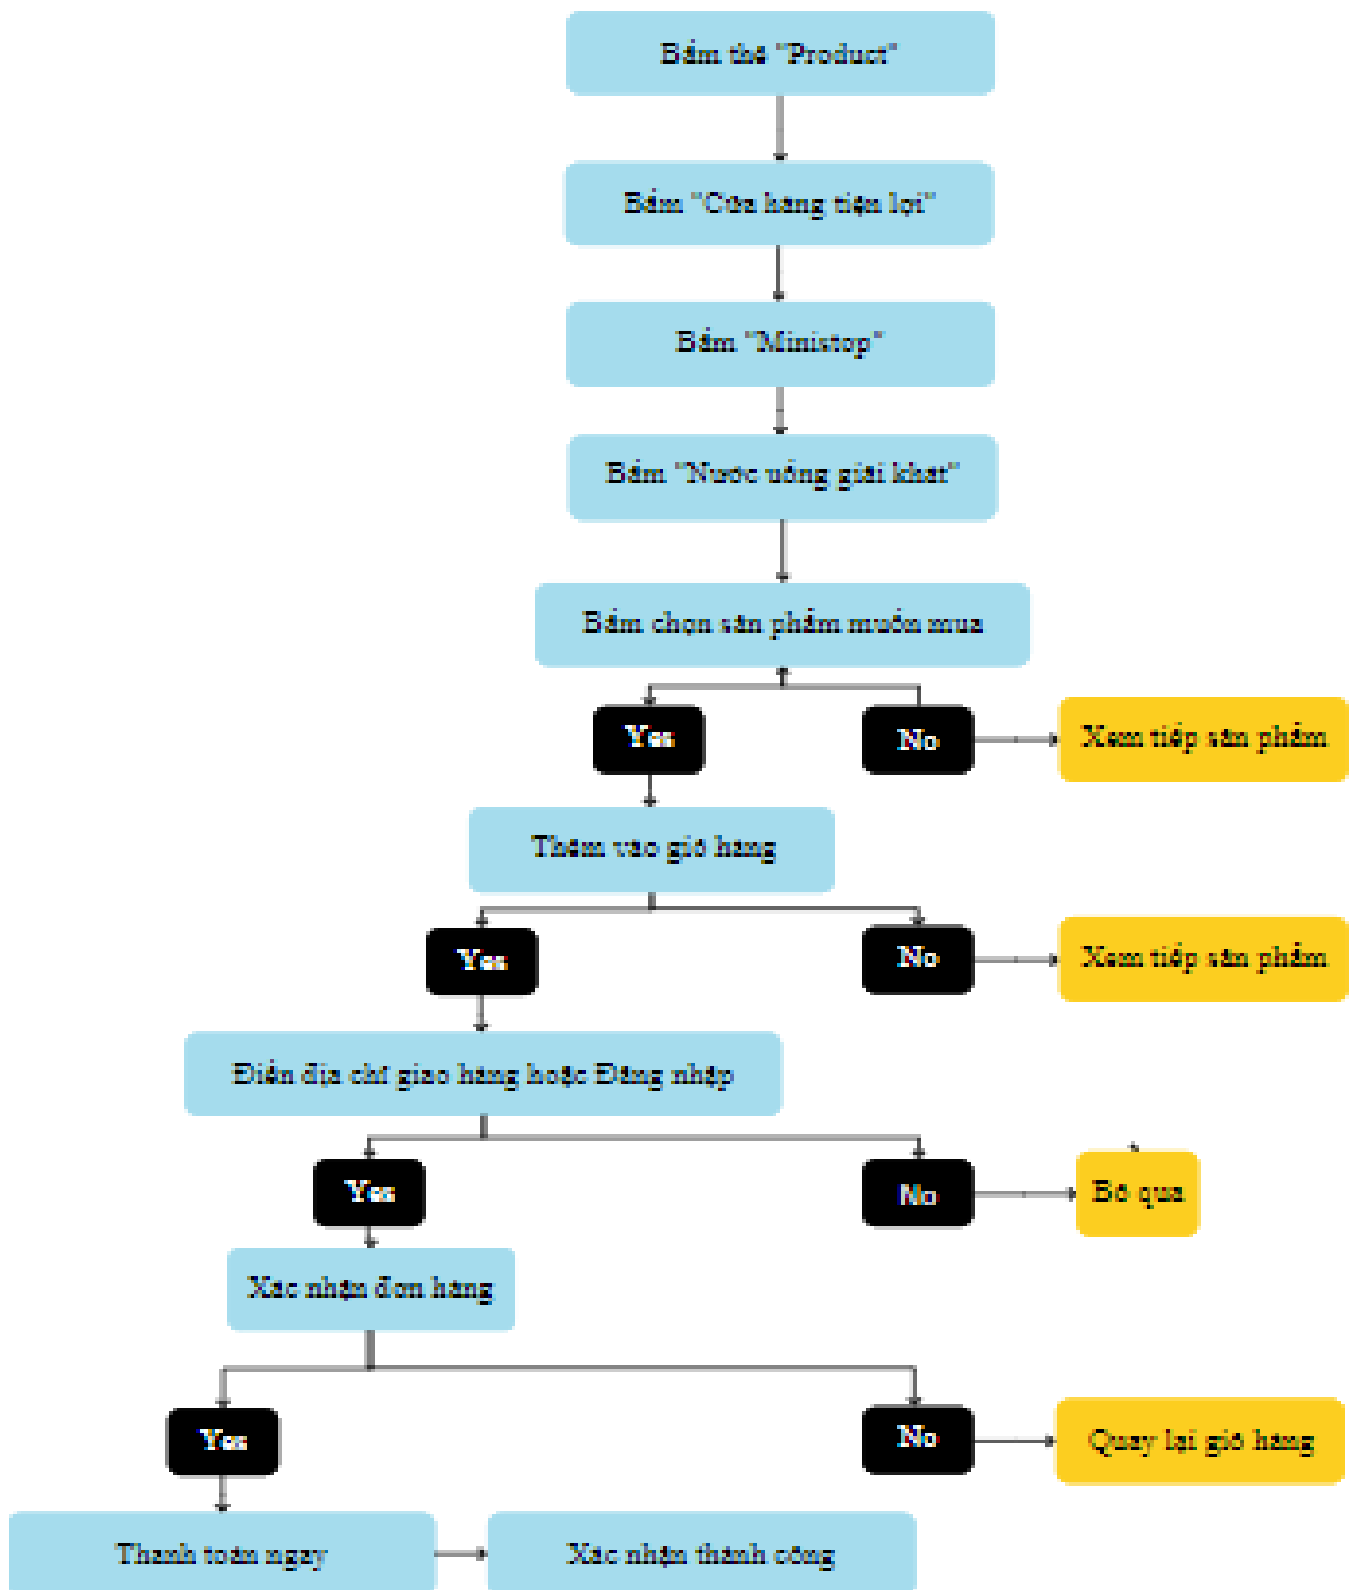 Bấm thẻ "Product"
Bấm "Cửa hàng tiện lợi"
Bấm "Ministop"
Bấm "Nước uống giải khát"
Bấm chọn sản phẩm muốn mua
Yes
No
Xem tiếp sản phẩm
Thêm vào giỏ hàng
Yes
No
Xem tiếp sản phẩm
Điền địa chỉ giao hàng hoặc Đăng nhập
Yes
No
Bỏ qua
Xác nhận đơn hàng
Yes
No
Quay lại giỏ hàng
Thanh toán ngay
Xác nhận thành công